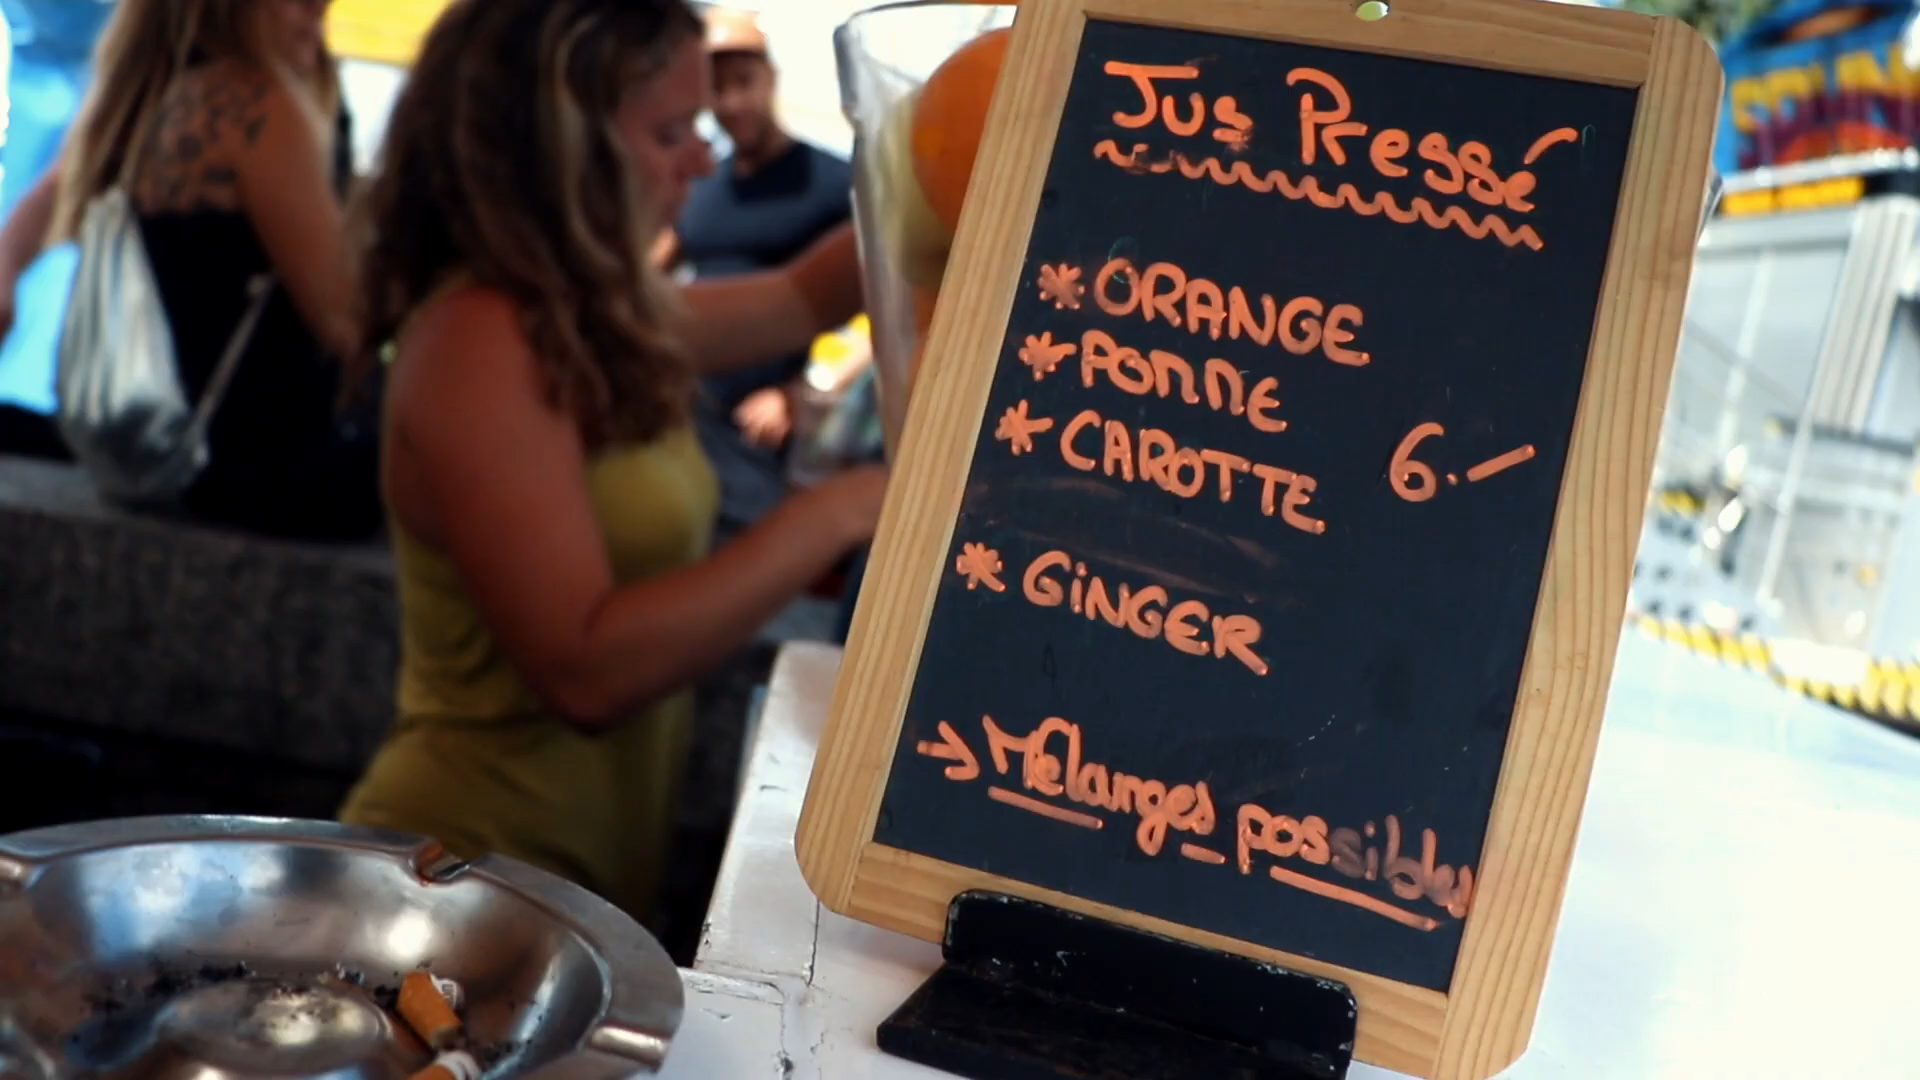 Jus Pressé
* ORANGE
* POMME
* CAROTTE 6.-
* GiNGER
→ Mélanges possibles